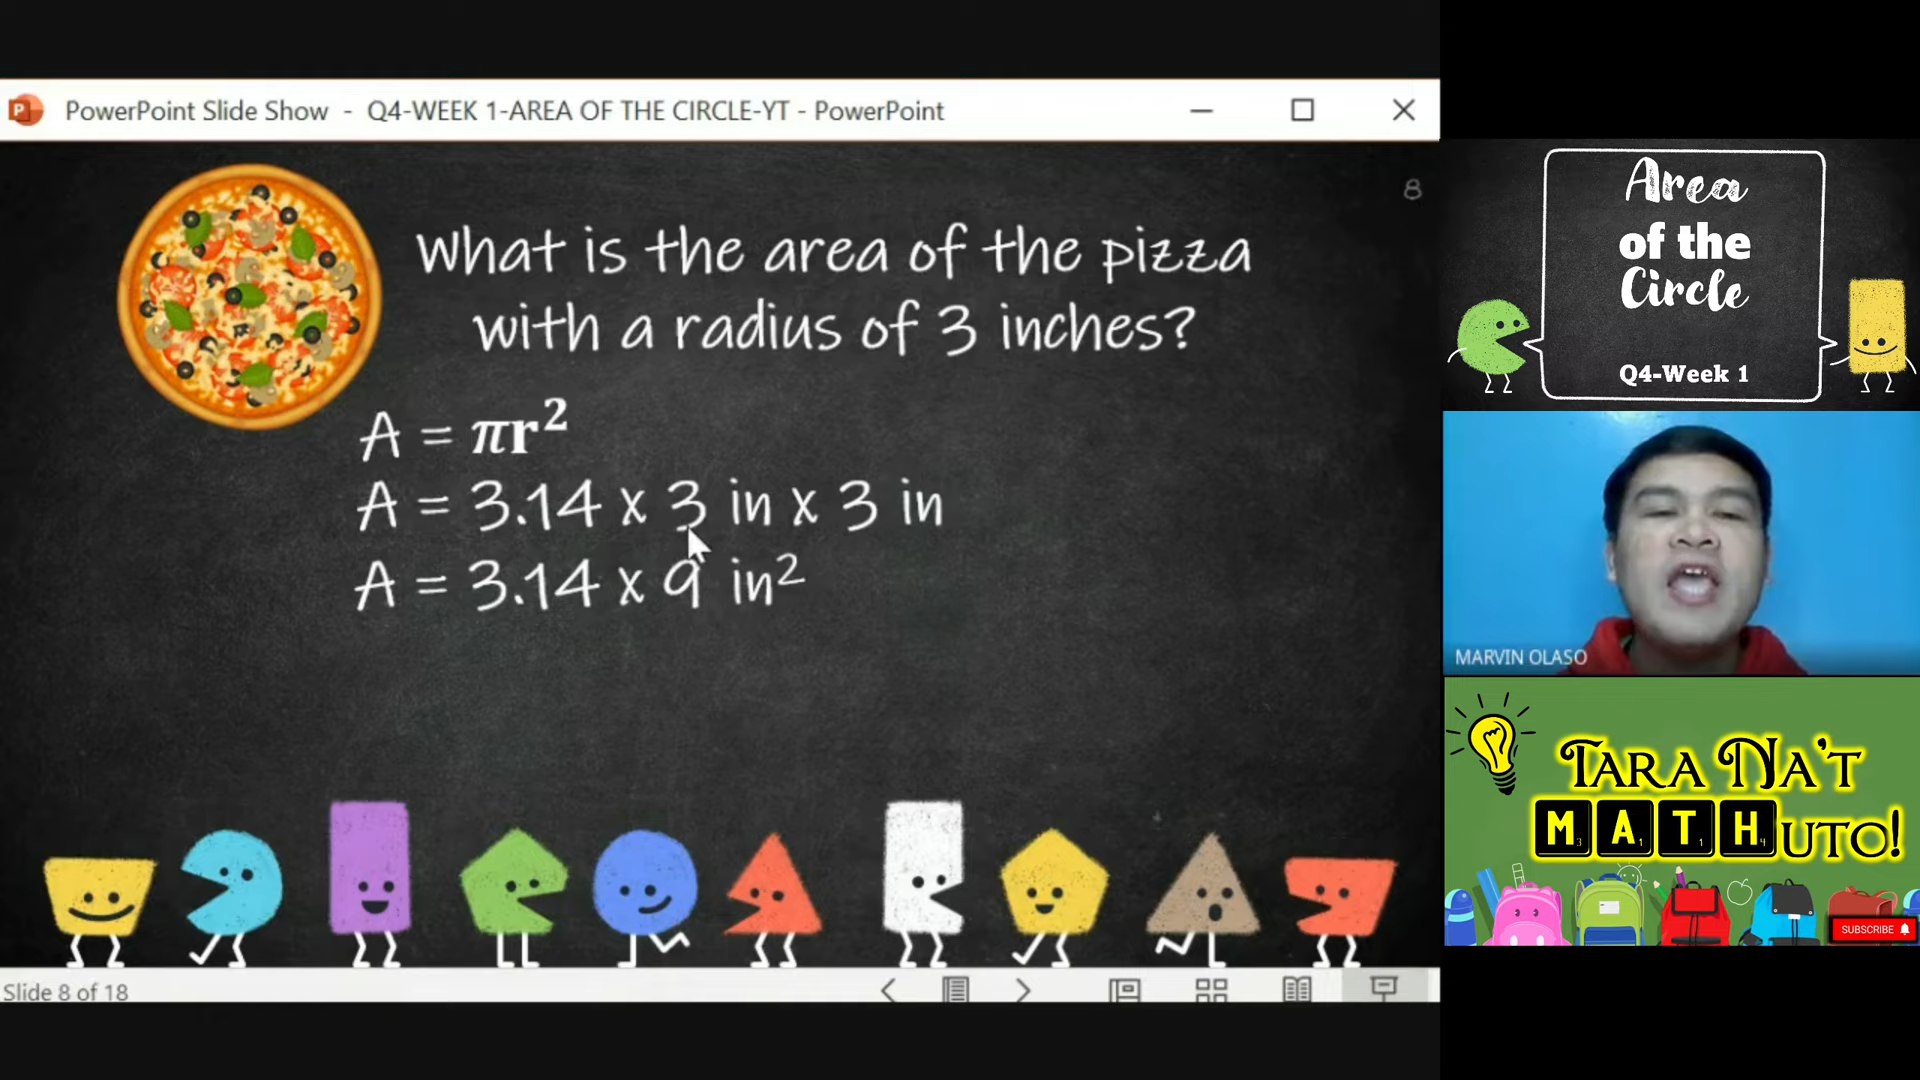 PowerPoint Slide Show - Q4-WEEK 1-AREA OF THE CIRCLE-YT - PowerPoint
8
What is the area of the pizza
with a radius of 3 inches?
A = πr²
A = 3.14 x 3 in x 3 in
A = 3.14 x 9 in²
Slide 8 of 18
Area
of the
Circle
Q4-Week 1
MARVIN OLASO
TARA NA'T
MATHUTO!
SUBSCRIBE